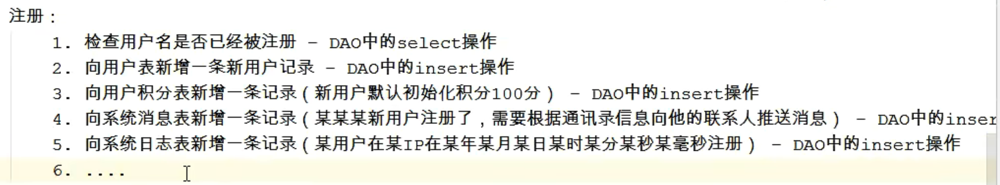 注册：
1. 检查用户名是否已经被注册 - DAO中的select操作
2. 向用户表新增一条新用户记录 - DAO中的insert操作
3. 向用户积分表新增一条记录（新用户默认初始化积分100分） - DAO中的insert操作
4. 向系统消息表新增一条记录（某某某新用户注册了，需要根据通讯录信息向他的联系人推送消息） - DAO中的inser
5. 向系统日志表新增一条记录（某用户在某IP在某年某月某日某时某分某秒某毫秒注册） - DAO中的insert操作
6. ....